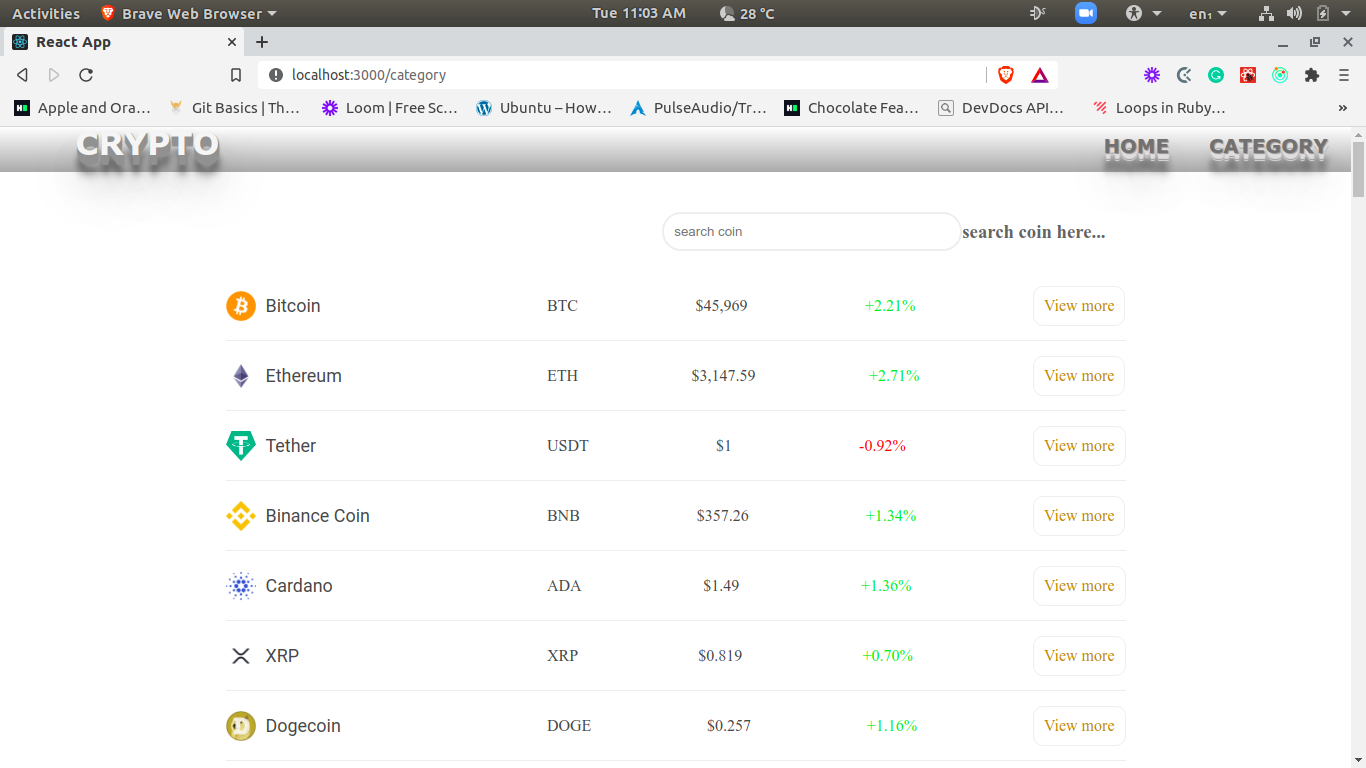 Activities Brave Web Browser Tue 11:03 AM 28 °C en₁
React App
localhost:3000/category
Apple and Ora… Git Basics | Th… Loom | Free Sc… Ubuntu – How… PulseAudio/Tr… Chocolate Fea… DevDocs API… Loops in Ruby… »
CRYPTO HOME CATEGORY
search coin search coin here...
Bitcoin BTC $45,969 +2.21% View more
Ethereum ETH $3,147.59 +2.71% View more
Tether USDT $1 -0.92% View more
Binance Coin BNB $357.26 +1.34% View more
Cardano ADA $1.49 +1.36% View more
XRP XRP $0.819 +0.70% View more
Dogecoin DOGE $0.257 +1.16% View more